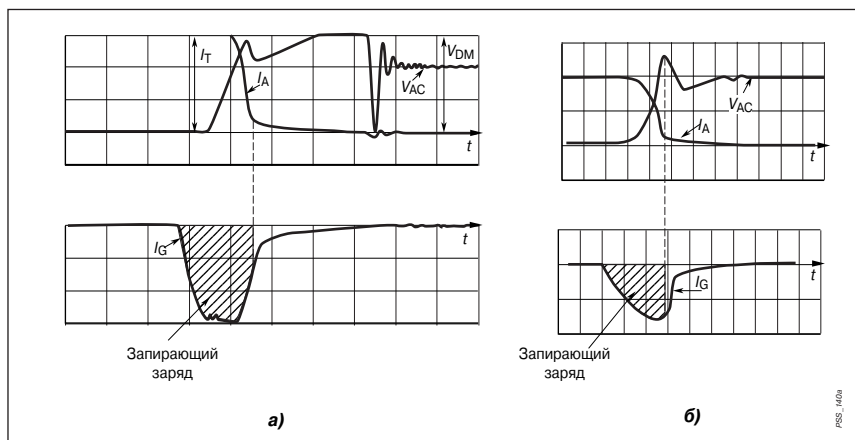 I_T
I_A
V_AC
V_DM
t
I_G
t
Запирающий
заряд
а)
V_AC
I_A
t
I_G
t
Запирающий
заряд
б)
PSS_140a